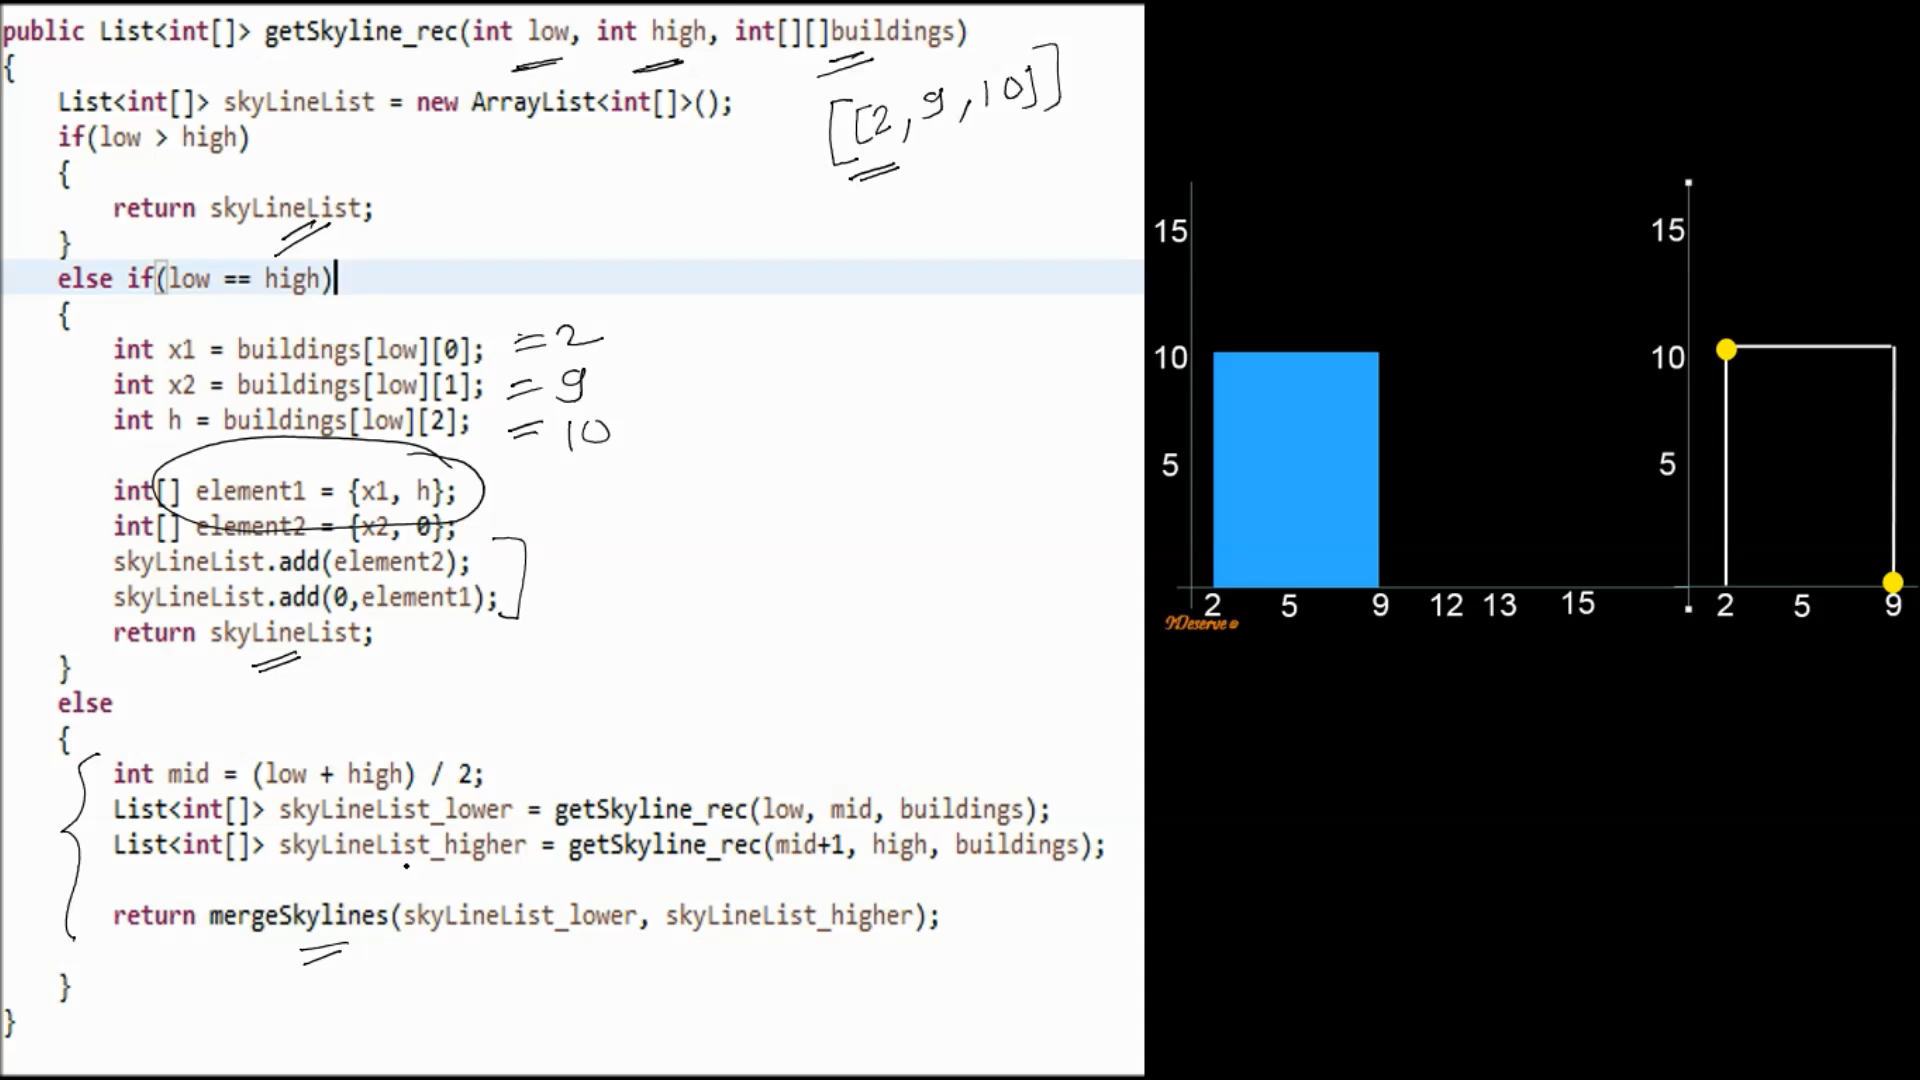 public List<int[]> getSkyline_rec(int low, int high, int[][]buildings)
{
[[2,9,10]]
List<int[]> skyLineList = new ArrayList<int[]>();
if(low > high)
{
return skyLineList;
}
else if(low == high)
{
int x1 = buildings[low][0]; = 2
int x2 = buildings[low][1]; = 9
int h = buildings[low][2]; = 10
int[] element1 = {x1, h};
int[] element2 = {x2, 0};
skyLineList.add(element2);
skyLineList.add(0,element1);
return skyLineList;
}
else
{
int mid = (low + high) / 2;
List<int[]> skyLineList_lower = getSkyline_rec(low, mid, buildings);
List<int[]> skyLineList_higher = getSkyline_rec(mid+1, high, buildings);
return mergeSkylines(skyLineList_lower, skyLineList_higher);
}
}
15
10
5
2 5 9 12 13 15
IDeserve
15
10
5
2 5 9